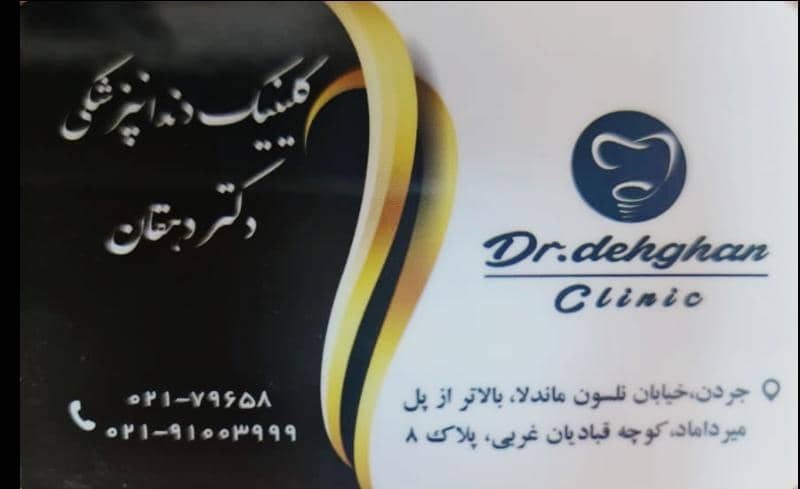 کلینیک دندانپزشکی
دکتر دهقان
۰۲۱-۷۹۶۵۸
۰۲۱-۹۱۰۰۳۹۹۹
Dr.dehghan
Clinic
جردن،خیابان نلسون ماندلا، بالاتر از پل
میرداماد،کوچه قبادیان غربی، پلاک ۸